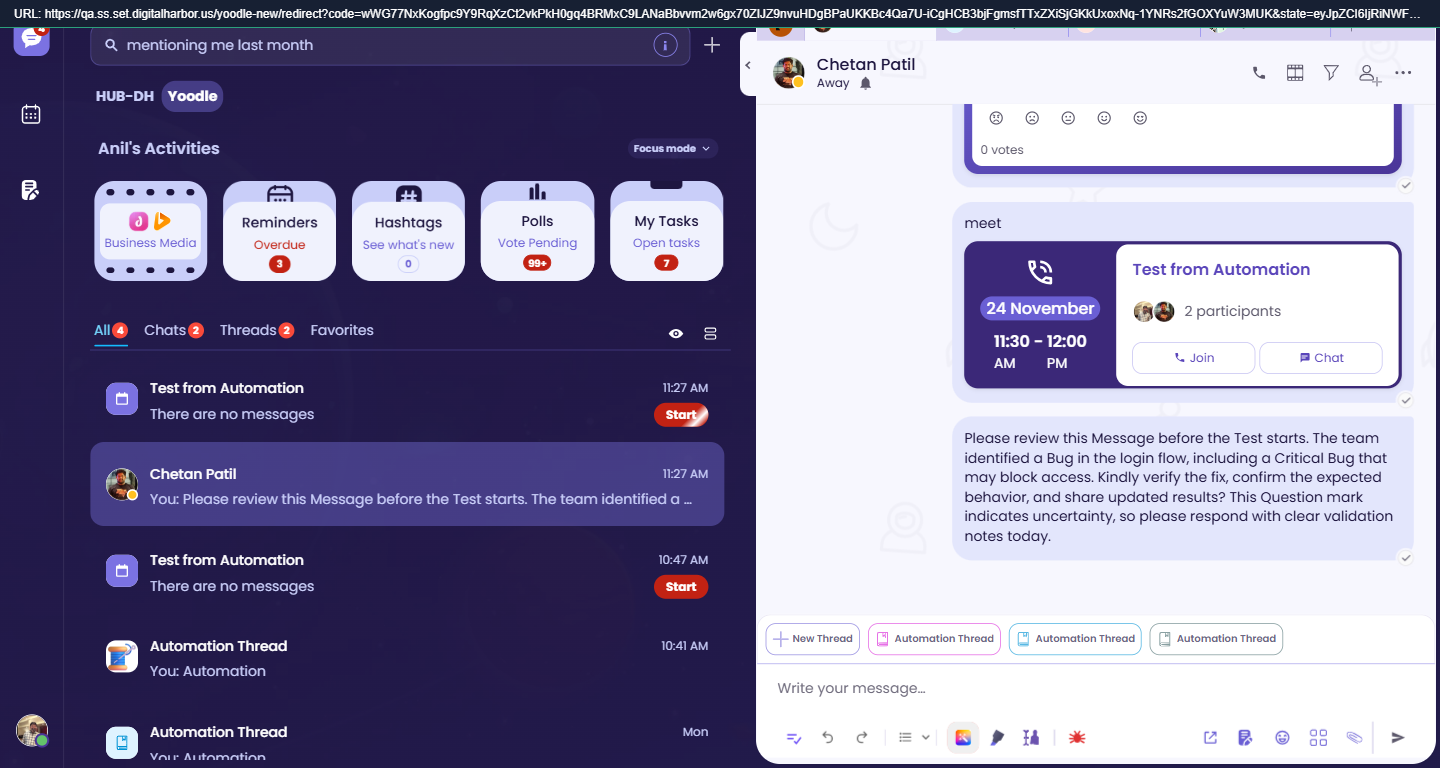 URL: https://qa.ss.set.digitalharbor.us/yoodle-new/redirect?code=wWG77NxKogfpc9Y9RqXzCt2vkPkH0gq4BRMxC9LANaBbvvm2w6gx70ZIJZ9nvuHDgBPaUKKBc4Qa7U-iCgHCB3bjFgmsfTTxZXiSjGKkUxoxNq-1YNRs2fGOXYuW3MUK&state=eyJpZCI6IjRiNWF...
mentioning me last month
HUB-DH Yoodle
Anil's Activities
Focus mode
Business Media
Reminders
Overdue
3
Hashtags
See what's new
0
Polls
Vote Pending
99+
My Tasks
Open tasks
7
All 4 Chats 2 Threads 2 Favorites
Test from Automation 11:27 AM
There are no messages Start
Chetan Patil 11:27 AM
You: Please review this Message before the Test starts. The team identified a ...
Test from Automation 10:47 AM
There are no messages Start
Automation Thread 10:41 AM
You: Automation
Automation Thread Mon
You: Automation
Chetan Patil
Away
0 votes
meet
24 November
11:30 - 12:00
AM PM
Test from Automation
2 participants
Join Chat
Please review this Message before the Test starts. The team
identified a Bug in the login flow, including a Critical Bug that
may block access. Kindly verify the fix, confirm the expected
behavior, and share updated results? This Question mark
indicates uncertainty, so please respond with clear validation
notes today.
New Thread Automation Thread Automation Thread Automation Thread
Write your message...